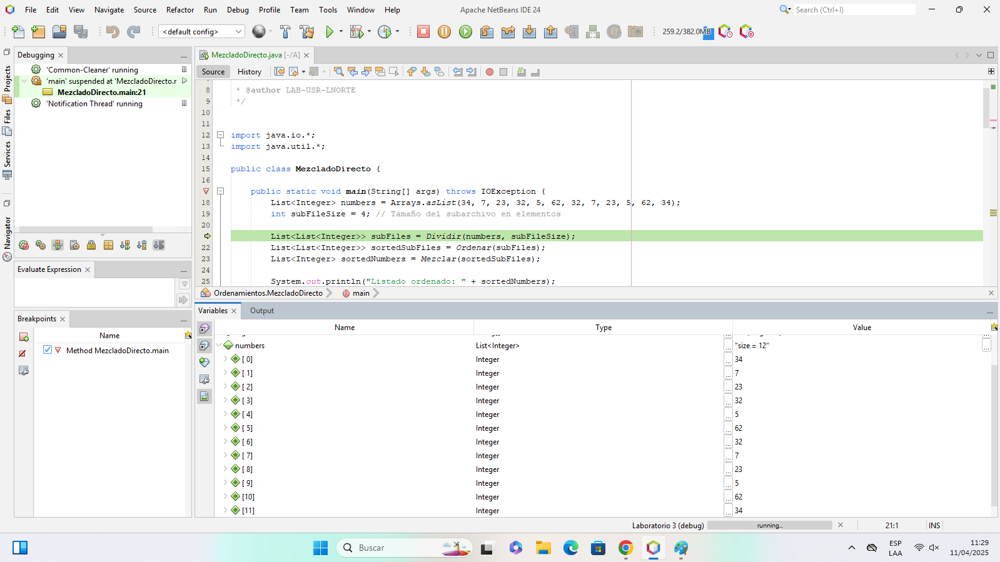 File Edit View Navigate Source Refactor Run Debug Profile Team Tools Window Help
Apache NetBeans IDE 24
Search (Ctrl+I)
<default config>
259.2/382.0MB
Debugging
'Common-Cleaner' running
'main' suspended at 'MezcladoDirecto.r
MezcladoDirecto.main:21
'Notification Thread' running
Projects
Files
Services
Navigator
Evaluate Expression
Breakpoints
Name
Method MezcladoDirecto.main
MezcladoDirecto.java [-/A]
Source History
8 * @author LAB-USR-LNORTE
9 */
10
11
12 import java.io.*;
13 import java.util.*;
14
15 public class MezcladoDirecto {
16
public static void main(String[] args) throws IOException {
18 List<Integer> numbers = Arrays.asList(34, 7, 23, 32, 5, 62, 32, 7, 23, 5, 62, 34);
19 int subFileSize = 4; // Tamaño del subarchivo en elementos
20
List<List<Integer>> subFiles = Dividir(numbers, subFileSize);
22 List<List<Integer>> sortedSubFiles = Ordenar(subFiles);
23 List<Integer> sortedNumbers = Mezclar(sortedSubFiles);
24
25 System.out.println("Listado ordenado: " + sortedNumbers);
Ordenamientos.MezcladoDirecto main
Variables Output
Name Type Value
numbers List<Integer> ... "size = 12" ...
[ 0] Integer ... 34
[ 1] Integer ... 7
[ 2] Integer ... 23
[ 3] Integer ... 32
[ 4] Integer ... 5
[ 5] Integer ... 62
[ 6] Integer ... 32
[ 7] Integer ... 7
[ 8] Integer ... 23
[ 9] Integer ... 5
[10] Integer ... 62
[11] Integer ... 34
Laboratorio 3 (debug) running... 21:1 INS
Buscar
ESP
LAA
11:29
11/04/2025